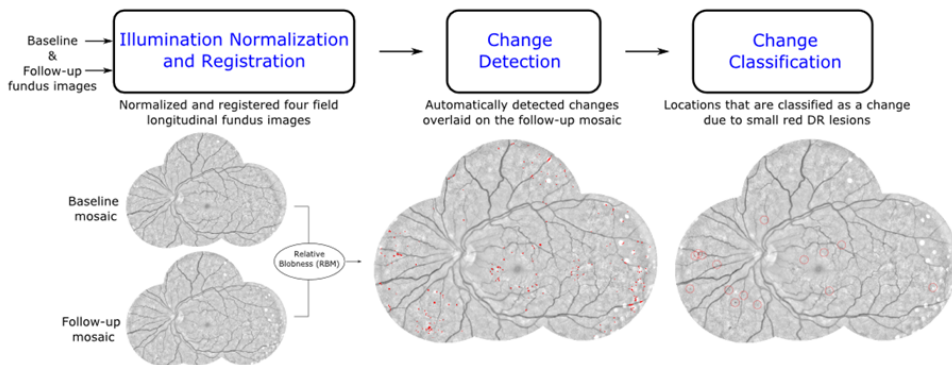 Baseline
&
Follow-up
fundus images
Illumination Normalization
and Registration
Change
Detection
Change
Classification
Normalized and registered four field
longitudinal fundus images
Automatically detected changes
overlaid on the follow-up mosaic
Locations that are classified as a change
due to small red DR lesions
Baseline
mosaic
Relative
Blobness (RBM)
Follow-up
mosaic